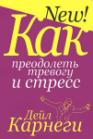 New!
Как
преодолеть
тревогу
и стресс
Дейл
Карнеги